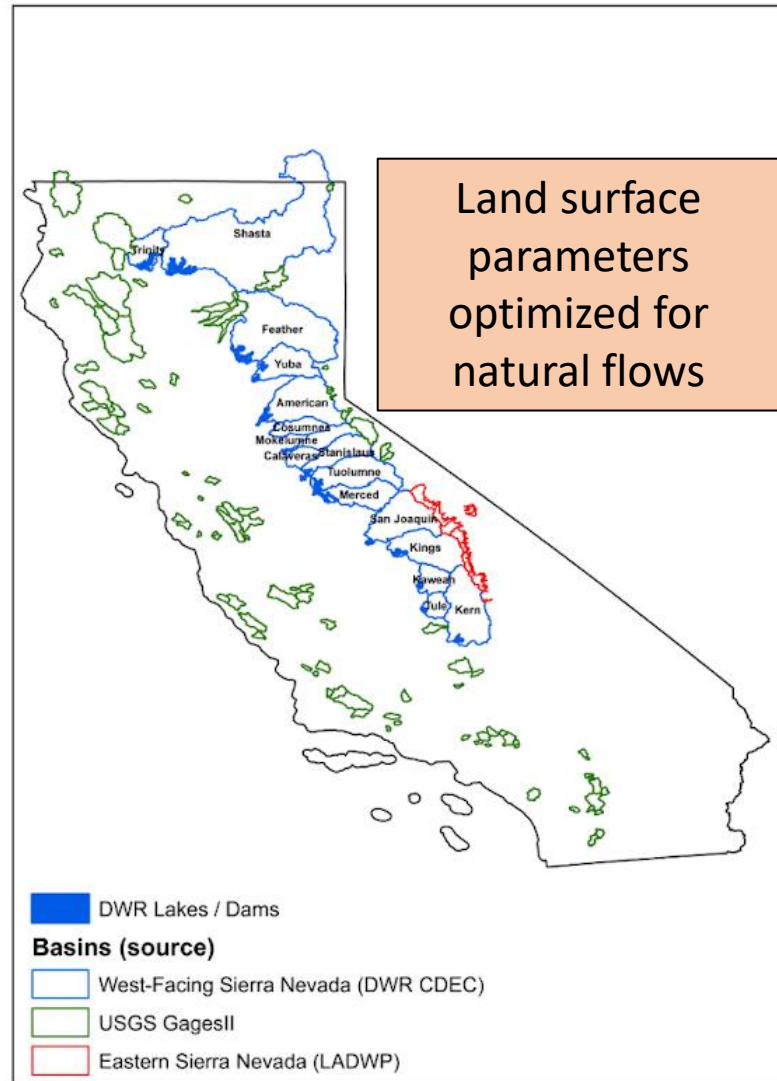 Land surface
parameters
optimized for
natural flows
Shasta
Trinity
Feather
Yuba
American
Cosumnes
Mokelumne
Stanislaus
Calaveras
Tuolumne
Merced
San Joaquin
Kings
Kaweah
Tule
Kern
DWR Lakes / Dams
Basins (source)
West-Facing Sierra Nevada (DWR CDEC)
USGS GagesII
Eastern Sierra Nevada (LADWP)